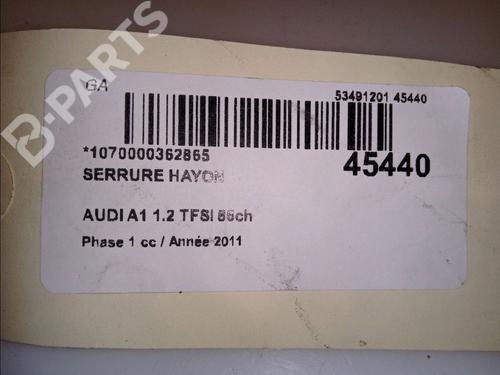 B-PARTS
GA
53491201 45440
*1070000362865
45440
SERRURE HAYON
AUDI A1 1.2 TFSI 86ch
Phase 1 cc / Année 2011